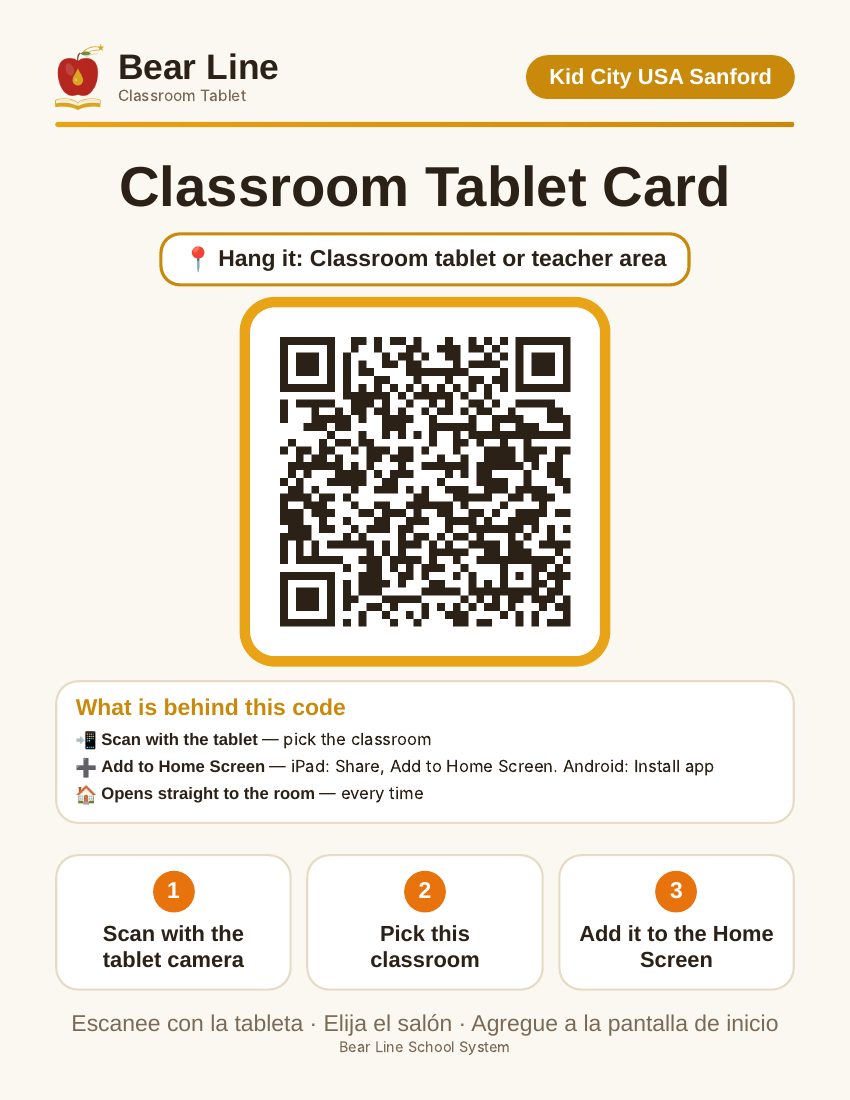 Bear Line
Classroom Tablet
Kid City USA Sanford
Classroom Tablet Card
📍 Hang it: Classroom tablet or teacher area
What is behind this code
📲 Scan with the tablet — pick the classroom
➕ Add to Home Screen — iPad: Share, Add to Home Screen. Android: Install app
🏠 Opens straight to the room — every time
1
Scan with the
tablet camera
2
Pick this
classroom
3
Add it to the Home
Screen
Escanee con la tableta · Elija el salón · Agregue a la pantalla de inicio
Bear Line School System